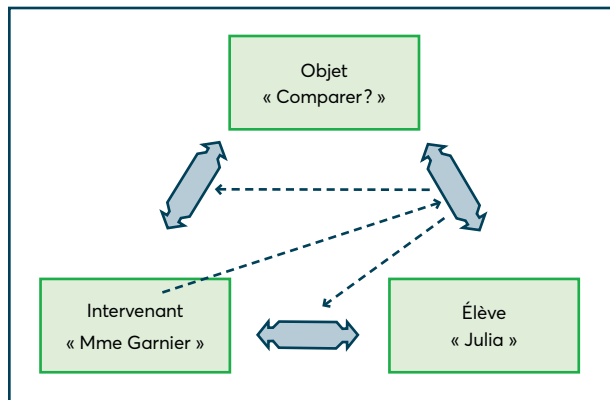 Objet
« Comparer? »
Intervenant
« Mme Garnier »
Élève
« Julia »